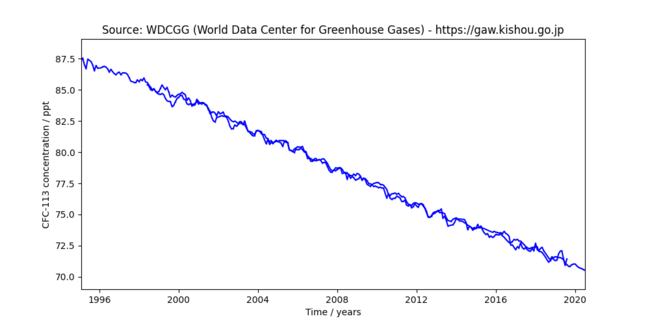 Source: WDCGG (World Data Center for Greenhouse Gases) - https://gaw.kishou.go.jp
CFC-113 concentration / ppt
87.5
85.0
82.5
80.0
77.5
75.0
72.5
70.0
1996 2000 2004 2008 2012 2016 2020
Time / years